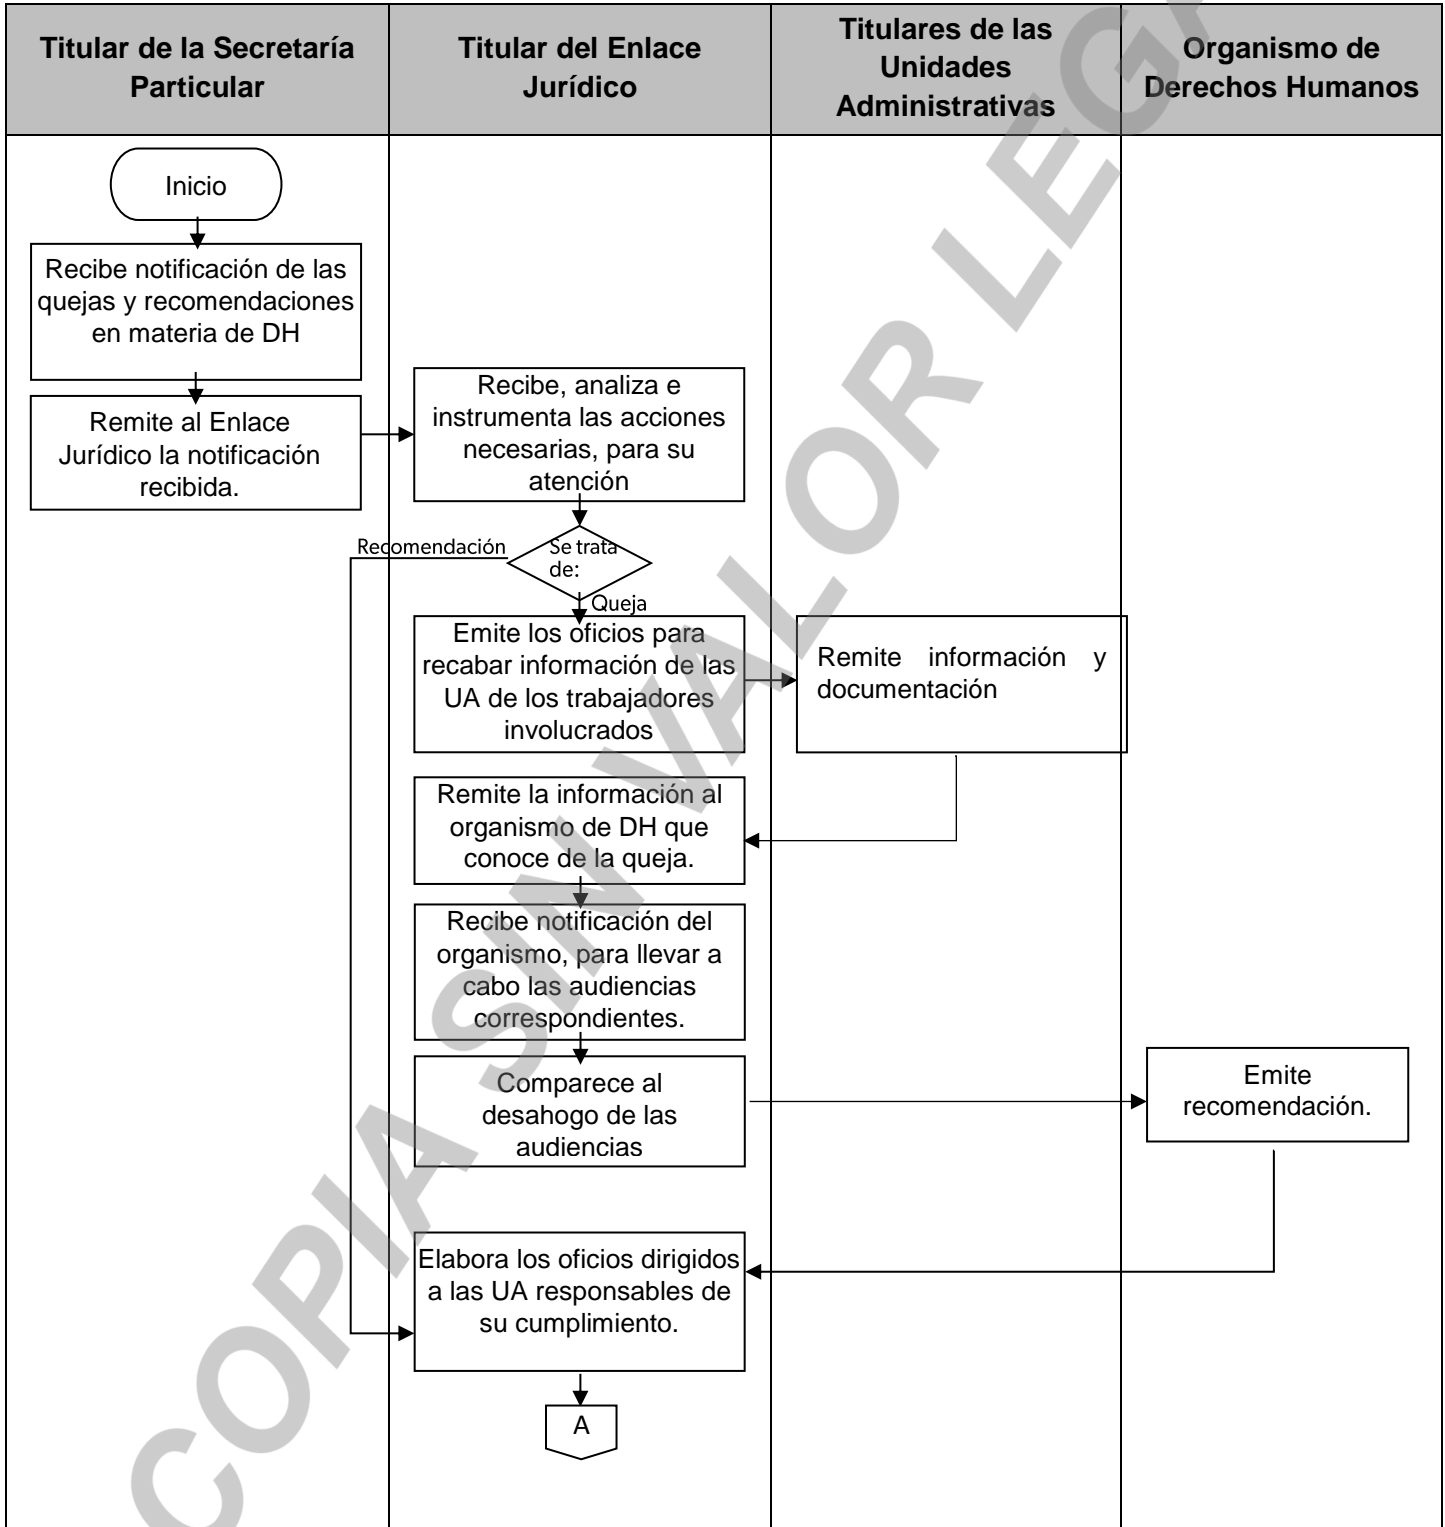 Titular de la Secretaría
Particular
Titular del Enlace
Jurídico
Titulares de las
Unidades
Administrativas
Organismo de
Derechos Humanos
Inicio
Recibe notificación de las
quejas y recomendaciones
en materia de DH
Remite al Enlace
Jurídico la notificación
recibida.
Recibe, analiza e
instrumenta las acciones
necesarias, para su
atención
Recomendación
Se trata
de:
Queja
Emite los oficios para
recabar información de las
UA de los trabajadores
involucrados
Remite información y
documentación
Remite la información al
organismo de DH que
conoce de la queja.
Recibe notificación del
organismo, para llevar a
cabo las audiencias
correspondientes.
Comparece al
desahogo de las
audiencias
Emite
recomendación.
Elabora los oficios dirigidos
a las UA responsables de
su cumplimiento.
A
COPIA SIN VALOR LEGA